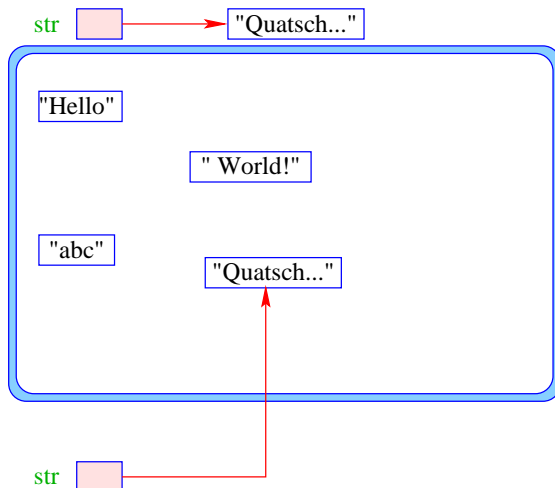 str "Quatsch..."
"Hello"
" World!"
"abc"
"Quatsch..."
str